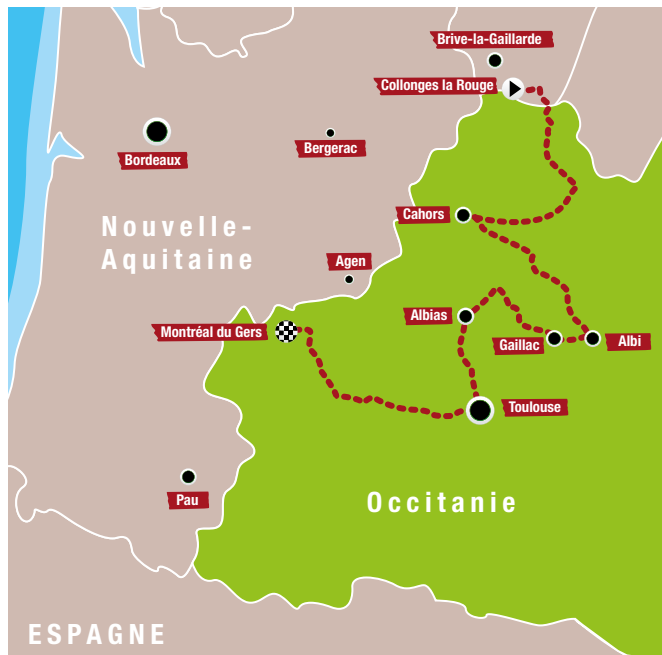 Brive-la-Gaillarde
Collonges la Rouge
Bordeaux
Bergerac
Nouvelle-
Aquitaine
Cahors
Agen
Albias
Montréal du Gers
Gaillac
Albi
Toulouse
Pau
Occitanie
ESPAGNE